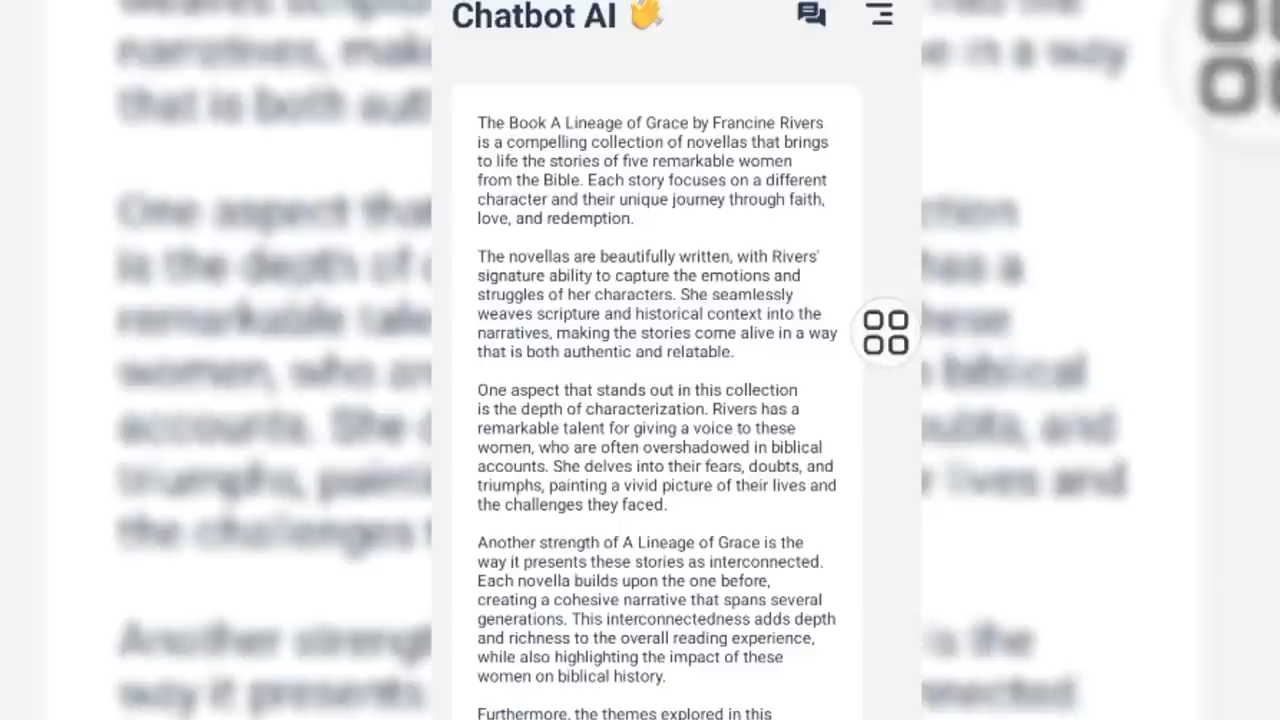 Chatbot AI 👋
The Book A Lineage of Grace by Francine Rivers
is a compelling collection of novellas that brings
to life the stories of five remarkable women
from the Bible. Each story focuses on a different
character and their unique journey through faith,
love, and redemption.
The novellas are beautifully written, with Rivers'
signature ability to capture the emotions and
struggles of her characters. She seamlessly
weaves scripture and historical context into the
narratives, making the stories come alive in a way
that is both authentic and relatable.
One aspect that stands out in this collection
is the depth of characterization. Rivers has a
remarkable talent for giving a voice to these
women, who are often overshadowed in biblical
accounts. She delves into their fears, doubts, and
triumphs, painting a vivid picture of their lives and
the challenges they faced.
Another strength of A Lineage of Grace is the
way it presents these stories as interconnected.
Each novella builds upon the one before,
creating a cohesive narrative that spans several
generations. This interconnectedness adds depth
and richness to the overall reading experience,
while also highlighting the impact of these
women on biblical history.
Furthermore, the themes explored in this